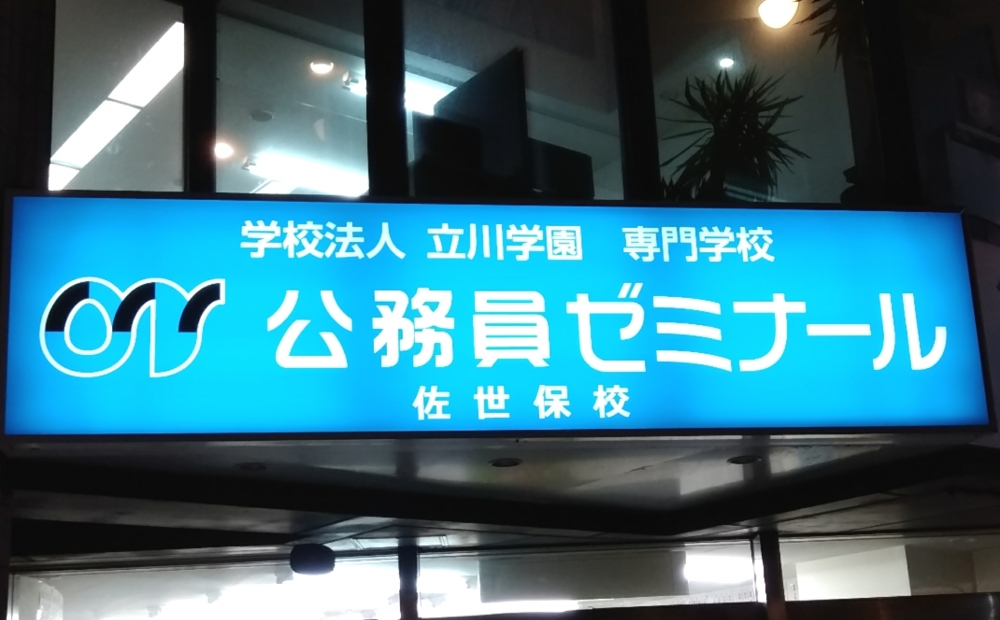 学校法人 立川学園 専門学校
公務員ゼミナール
佐世保校